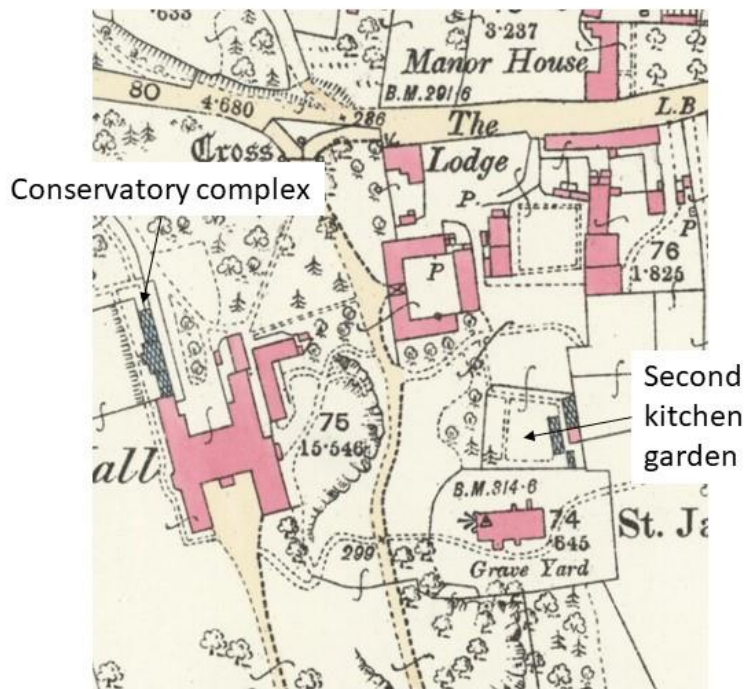 ·633
3·237
Manor House
B.M.291·6
80
4·680
286
The
L.B
Cross
Lodge
Conservatory complex
P
P
P
76
1·825
Second
kitchen
garden
75
15·546
all
B.M.314·6
74
·645
St. Ja
299
Grave Yard